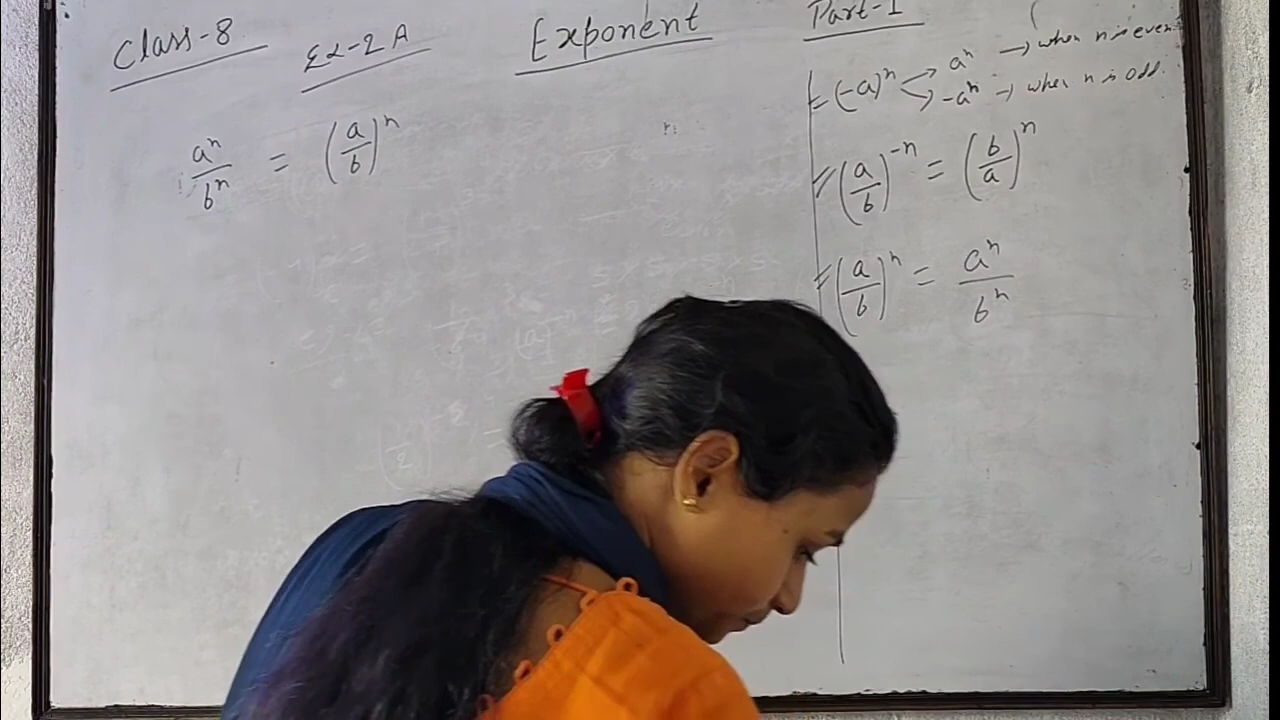 Class-8 Ex-2A Exponent Part-1
= (-a)ⁿ → aⁿ → when n is even
→ -aⁿ → when n is odd.
aⁿ/bⁿ = (a/b)ⁿ
(a/b)⁻ⁿ = (b/a)ⁿ
(a/b)ⁿ = aⁿ/bⁿ